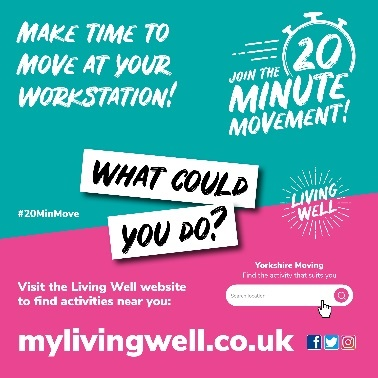 MAKE TIME TO
MOVE AT YOUR
WORKSTATION!
JOIN THE 20
MINUTE
MOVEMENT!
WHAT COULD
YOU DO?
#20MinMove
LIVING
WELL
Yorkshire Moving
Find the activity that suits you
Search location
Visit the Living Well website
to find activities near you:
mylivingwell.co.uk